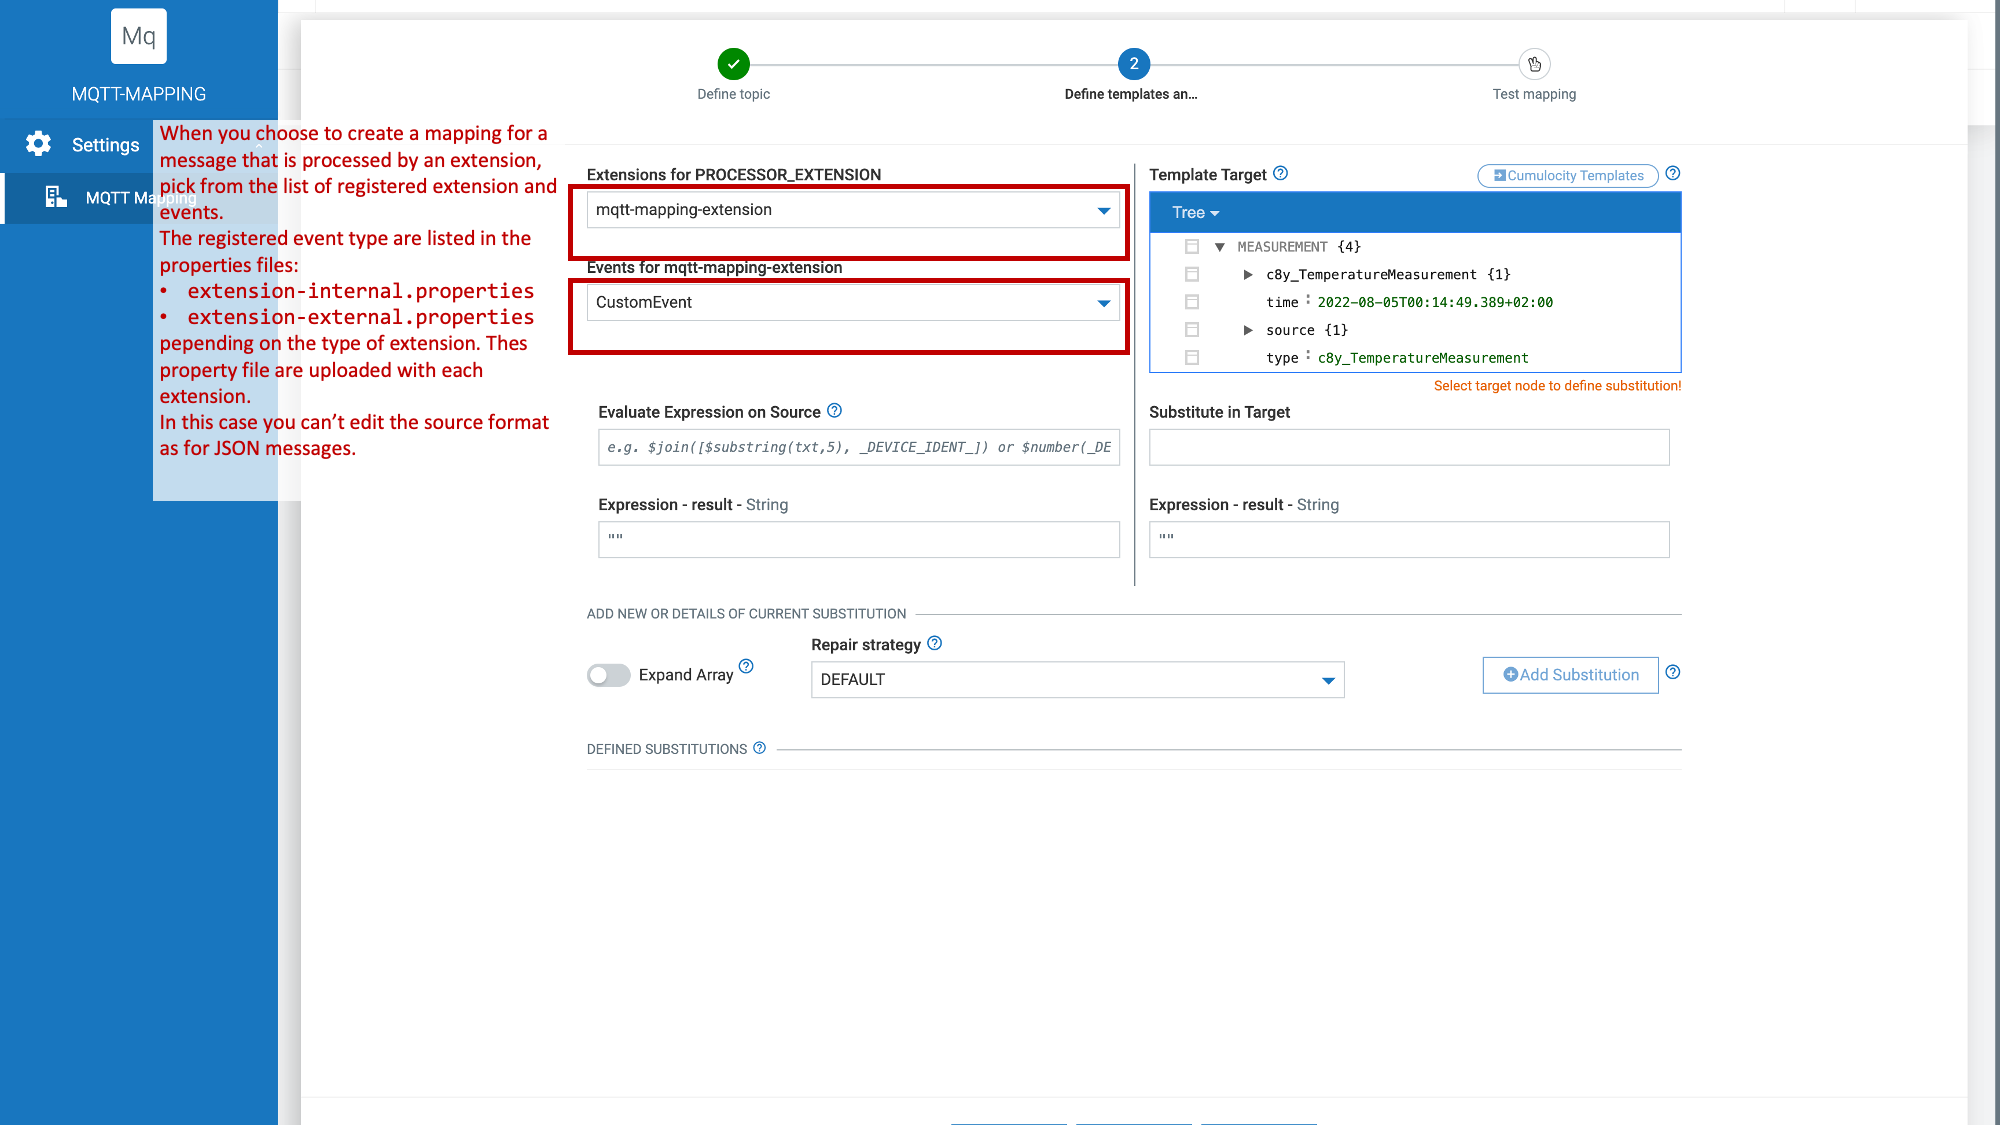 Mq
MQTT-MAPPING
Settings
MQTT Mapping
When you choose to create a mapping for a
message that is processed by an extension,
pick from the list of registered extension and
events.
The registered event type are listed in the
properties files:
• extension-internal.properties
• extension-external.properties
pepending on the type of extension. Thes
property file are uploaded with each
extension.
In this case you can’t edit the source format
as for JSON messages.
2
Define topic
Define templates an...
Test mapping
Extensions for PROCESSOR_EXTENSION
mqtt-mapping-extension
Events for mqtt-mapping-extension
CustomEvent
Template Target
Cumulocity Templates
Tree
MEASUREMENT {4}
c8y_TemperatureMeasurement {1}
time : 2022-08-05T00:14:49.389+02:00
source {1}
type : c8y_TemperatureMeasurement
Select target node to define substitution!
Evaluate Expression on Source
e.g. $join([$substring(txt,5), _DEVICE_IDENT_]) or $number(_DE
Substitute in Target
Expression - result - String
""
Expression - result - String
""
ADD NEW OR DETAILS OF CURRENT SUBSTITUTION
Expand Array
Repair strategy
DEFAULT
Add Substitution
DEFINED SUBSTITUTIONS